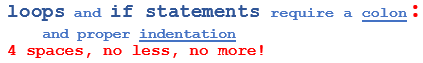 loops and if statements require a colon:
and proper indentation
4 spaces, no less, no more!